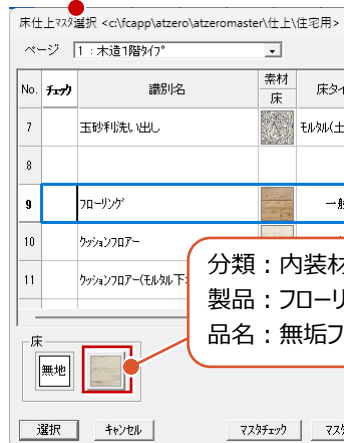 床仕上ﾏｽﾀ選択 <c:\fcapp\atzero\atzeromaster\仕上\住宅用>
ページ 1：木造1階ﾀｲﾌﾟ
No. ﾁｪｯｸ 識別名 素材 床 床タイ
7 玉砂利洗い出し ﾓﾙﾀﾙ(土
8
9 ﾌﾛｰﾘﾝｸﾞ 一般
10 ｸｯｼｮﾝﾌﾛｱｰ
11 ｸｯｼｮﾝﾌﾛｱｰ(ﾓﾙﾀﾙ下
分類：内装材
製品：フローリ
品名：無垢フ
床
無地
選択 ｷｬﾝｾﾙ ﾏｽﾀﾁｪｯｸ ﾏｽﾀ